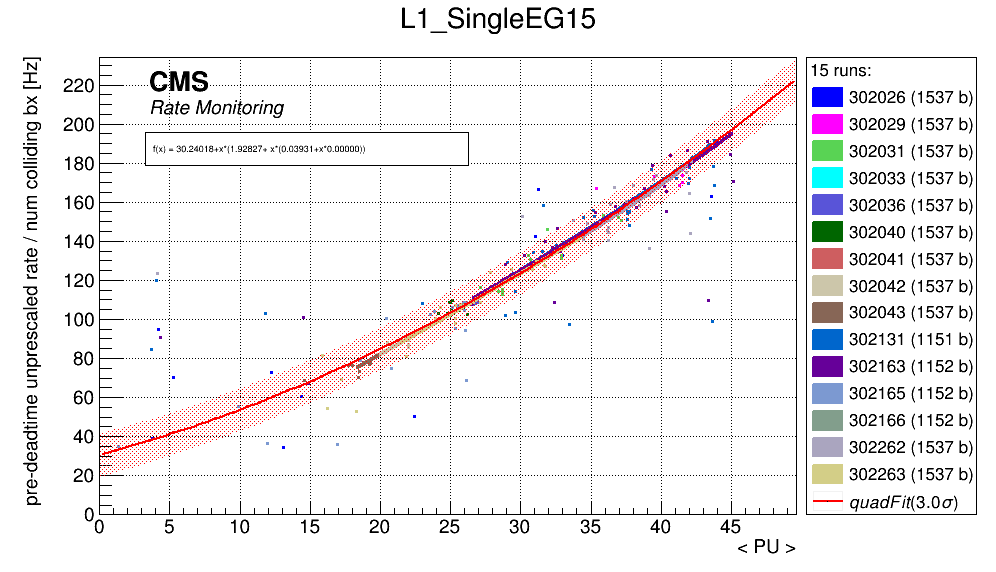 L1_SingleEG15
pre-deadtime unprescaled rate / num colliding bx [Hz]
CMS
Rate Monitoring
f(x) = 30.24018+x*(1.92827+ x*(0.03931+x*0.00000))
220
200
180
160
140
120
100
80
60
40
20
0
0 5 10 15 20 25 30 35 40 45
< PU >
15 runs:
302026 (1537 b)
302029 (1537 b)
302031 (1537 b)
302033 (1537 b)
302036 (1537 b)
302040 (1537 b)
302041 (1537 b)
302042 (1537 b)
302043 (1537 b)
302131 (1151 b)
302163 (1152 b)
302165 (1152 b)
302166 (1152 b)
302262 (1537 b)
302263 (1537 b)
quadFit(3.0σ)